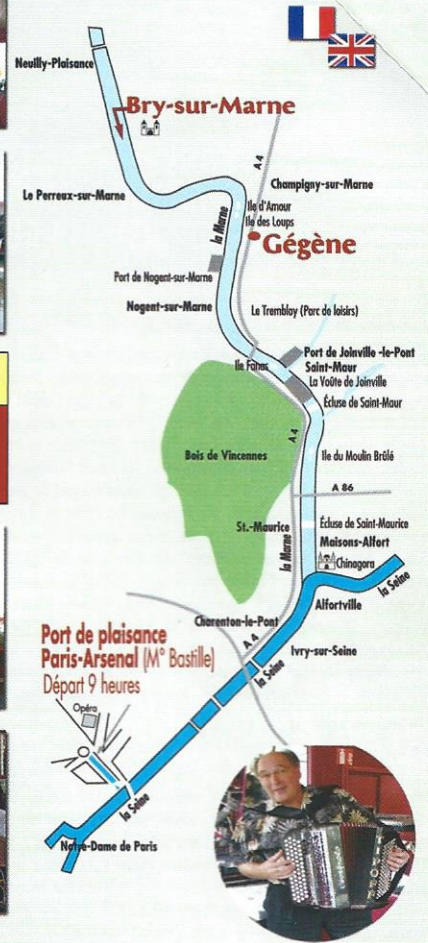 Neuilly-Plaisance
Bry-sur-Marne
A 4
Champigny-sur-Marne
Le Perreux-sur-Marne
Ile d'Amour
Ile des Loups
la Marne
Gégène
Port de Nogent-sur-Marne
Nogent-sur-Marne
Le Tremblay (Parc de loisirs)
Port de Joinville -le-Pont
Saint-Maur
Ile Fanac
La Voûte de Joinville
Écluse de Saint-Maur
A 4
Bois de Vincennes
Ile du Moulin Brûlé
A 86
St.-Maurice
Écluse de Saint-Maurice
la Marne
Maisons-Alfort
Chinagora
la Seine
Alfortville
Charenton-le-Pont
A 4
Ivry-sur-Seine
la Seine
Port de plaisance
Paris-Arsenal (M° Bastille)
Départ 9 heures
Opéra
la Seine
Notre-Dame de Paris